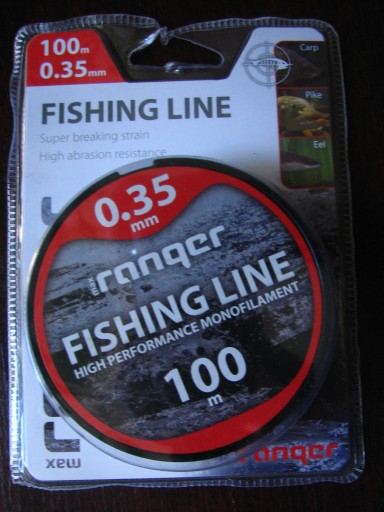 100m
0.35mm
Carp
Pike
Eel
FISHING LINE
Super breaking strain
High abrasion resistance
0.35
mm
max
ranger
FISHING LINE
HIGH PERFORMANCE MONOFILAMENT
100
m
max
ranger